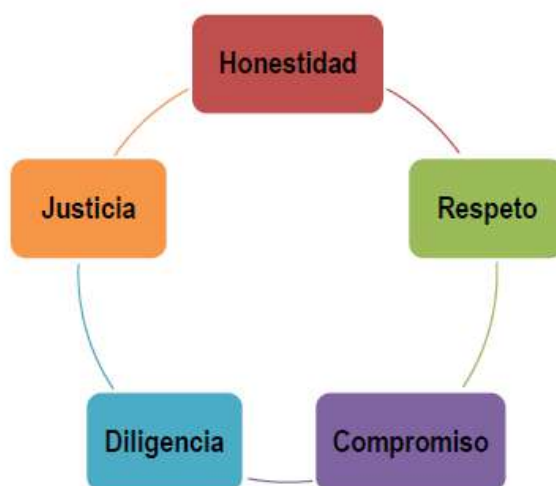 Honestidad
Respeto
Compromiso
Diligencia
Justicia